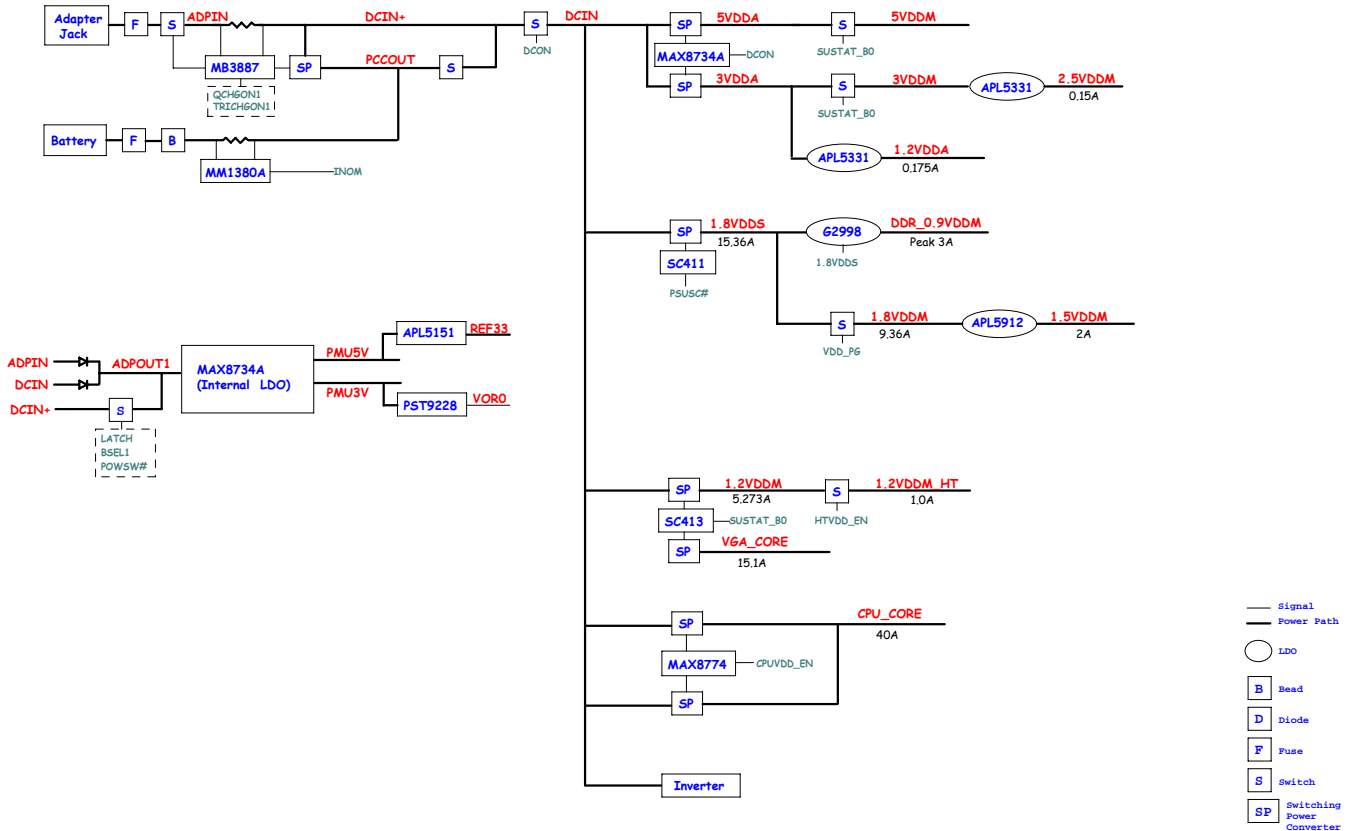 Adapter
Jack
F
S
ADPIN
DCIN+
S
DCON
DCIN
MB3887
SP
PCCOUT
S
QCHGON1
TRICHGON1
Battery
F
B
MM1380A
INOM
SP
5VDDA
S
5VDDM
SUSTAT_B0
MAX8734A
DCON
SP
3VDDA
S
3VDDM
SUSTAT_B0
APL5331
2.5VDDM
0.15A
APL5331
1.2VDDA
0.175A
SP
1.8VDDS
15.36A
SC411
PSUSC#
G2998
1.8VDDS
DDR_0.9VDDM
Peak 3A
S
VDD_PG
1.8VDDM
9.36A
APL5912
1.5VDDM
2A
ADPIN
DCIN
DCIN+
ADPOUT1
S
LATCH
BSEL1
POWSW#
MAX8734A
(Internal LDO)
PMU5V
PMU3V
APL5151
REF33
PST9228
VOR0
SP
1.2VDDM
5.273A
S
HTVDD_EN
1.2VDDM_HT
1.0A
SC413
SUSTAT_B0
SP
VGA_CORE
15.1A
SP
CPU_CORE
40A
MAX8774
CPUVDD_EN
SP
Inverter
Signal
Power Path
LDO
B
Bead
D
Diode
F
Fuse
S
Switch
SP
Switching
Power
Converter